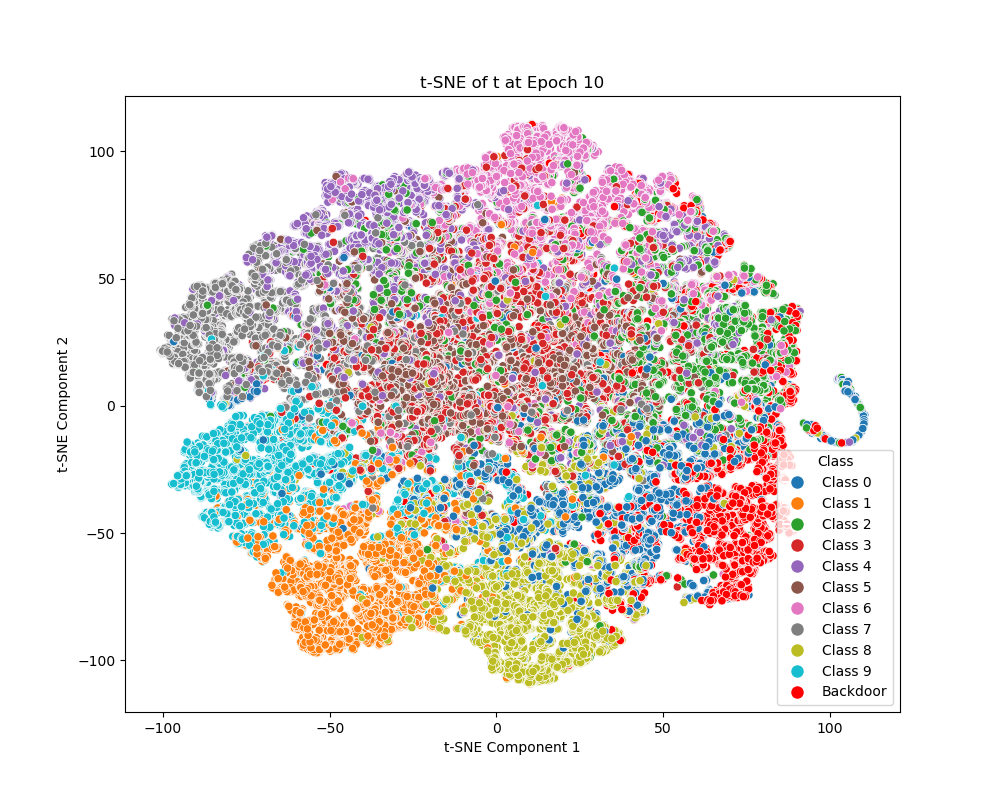 t-SNE of t at Epoch 10
100
50
0
−50
−100
t-SNE Component 2
Class
Class 0
Class 1
Class 2
Class 3
Class 4
Class 5
Class 6
Class 7
Class 8
Class 9
Backdoor
−100
−50
0
50
100
t-SNE Component 1